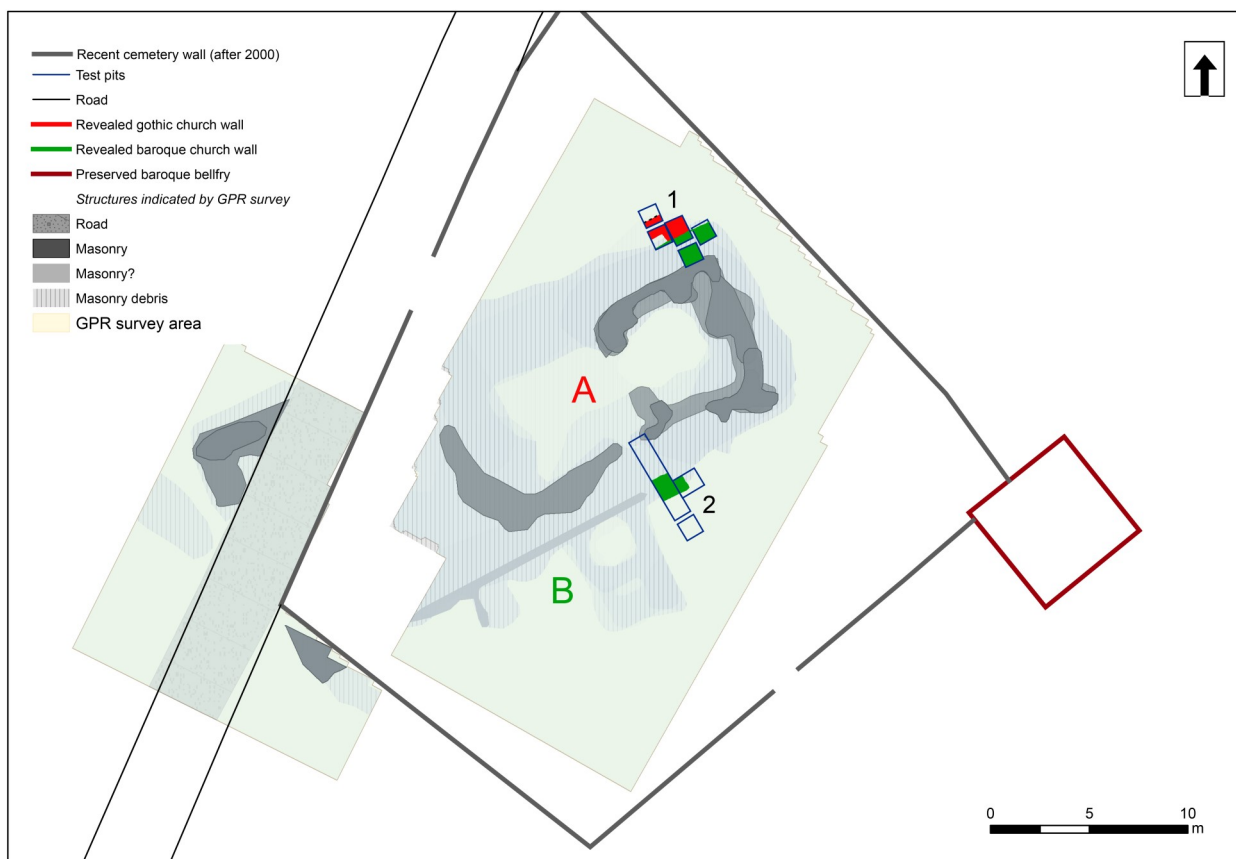 Recent cemetery wall (after 2000)
Test pits
Road
Revealed gothic church wall
Revealed baroque church wall
Preserved baroque bellfry
Structures indicated by GPR survey
Road
Masonry
Masonry?
Masonry debris
GPR survey area
1
A
2
B
0 5 10
m